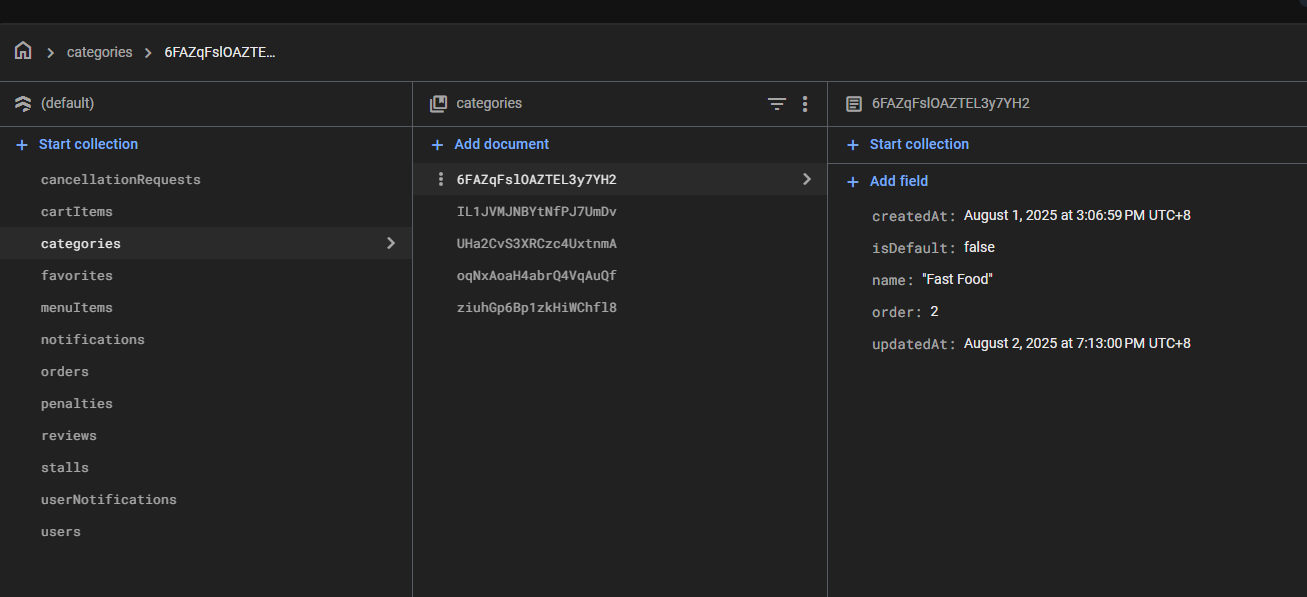 categories 6FAZqFslOAZTE...
(default)
Start collection
cancellationRequests
cartItems
categories
favorites
menuItems
notifications
orders
penalties
reviews
stalls
userNotifications
users
categories
Add document
6FAZqFslOAZTEL3y7YH2
IL1JVMJNBYtNfPJ7UmDv
UHa2CvS3XRCzc4UxtnmA
oqNxAoaH4abrQ4VqAuQf
ziuhGp6Bp1zkHiWChfl8
6FAZqFslOAZTEL3y7YH2
Start collection
Add field
createdAt: August 1, 2025 at 3:06:59 PM UTC+8
isDefault: false
name: "Fast Food"
order: 2
updatedAt: August 2, 2025 at 7:13:00 PM UTC+8